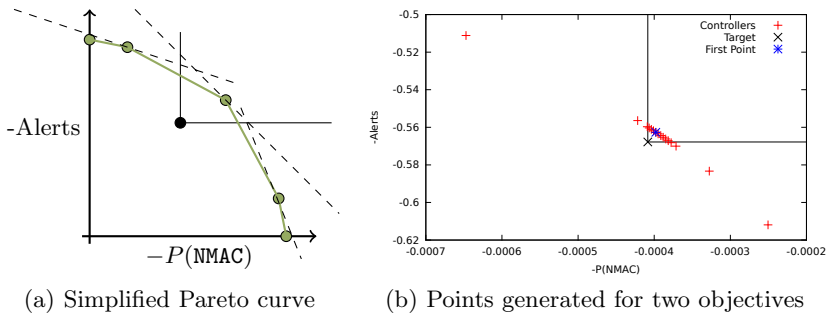 -Alerts
−P(NMAC)
(a) Simplified Pareto curve
-0.5
-0.52
-0.54
-0.56
-0.58
-0.6
-0.62
-Alerts
Controllers
Target
First Point
-0.0007 -0.0006 -0.0005 -0.0004 -0.0003 -0.0002
-P(NMAC)
(b) Points generated for two objectives